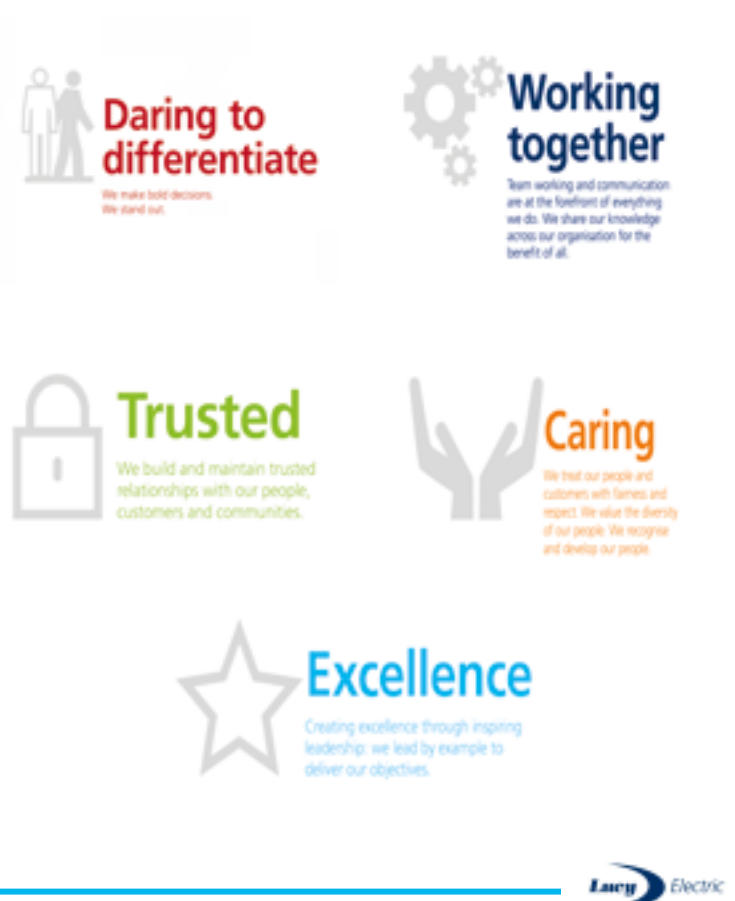 Daring to
differentiate
We make bold decisions.
We stand out.
Working
together
Team working and communication
are at the forefront of everything
we do. We share our knowledge
across our organisation for the
benefit of all.
Trusted
We build and maintain trusted
relationships with our people,
customers and communities.
Caring
We treat our people and
customers with fairness and
respect. We value the diversity
of our people. We recognise
and develop our people.
Excellence
Creating excellence through inspiring
leadership: we lead by example to
deliver our objectives.
Lucy Electric